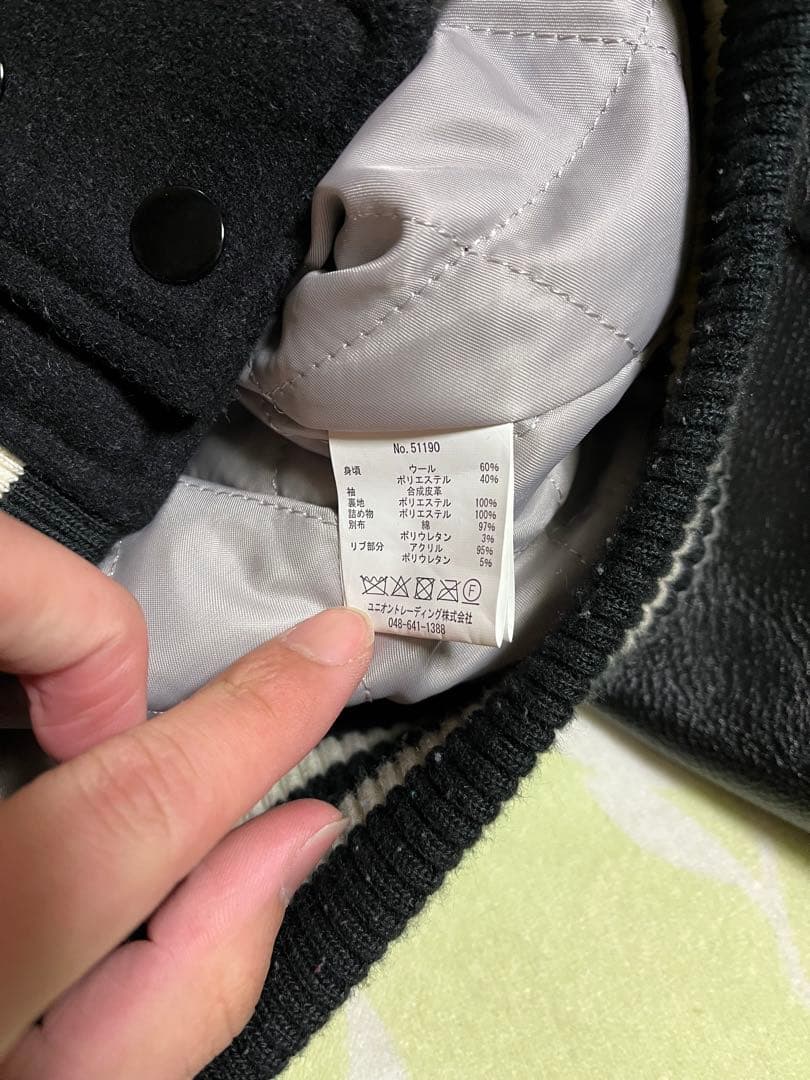 No.51190
身頃 ウール 60%
ポリエステル 40%
袖 合成皮革
裏地 ポリエステル 100%
詰め物 ポリエステル 100%
別布 綿 97%
ポリウレタン 3%
リブ部分 アクリル 95%
ポリウレタン 5%
F
ユニオントレーディング株式会社
048-641-1388